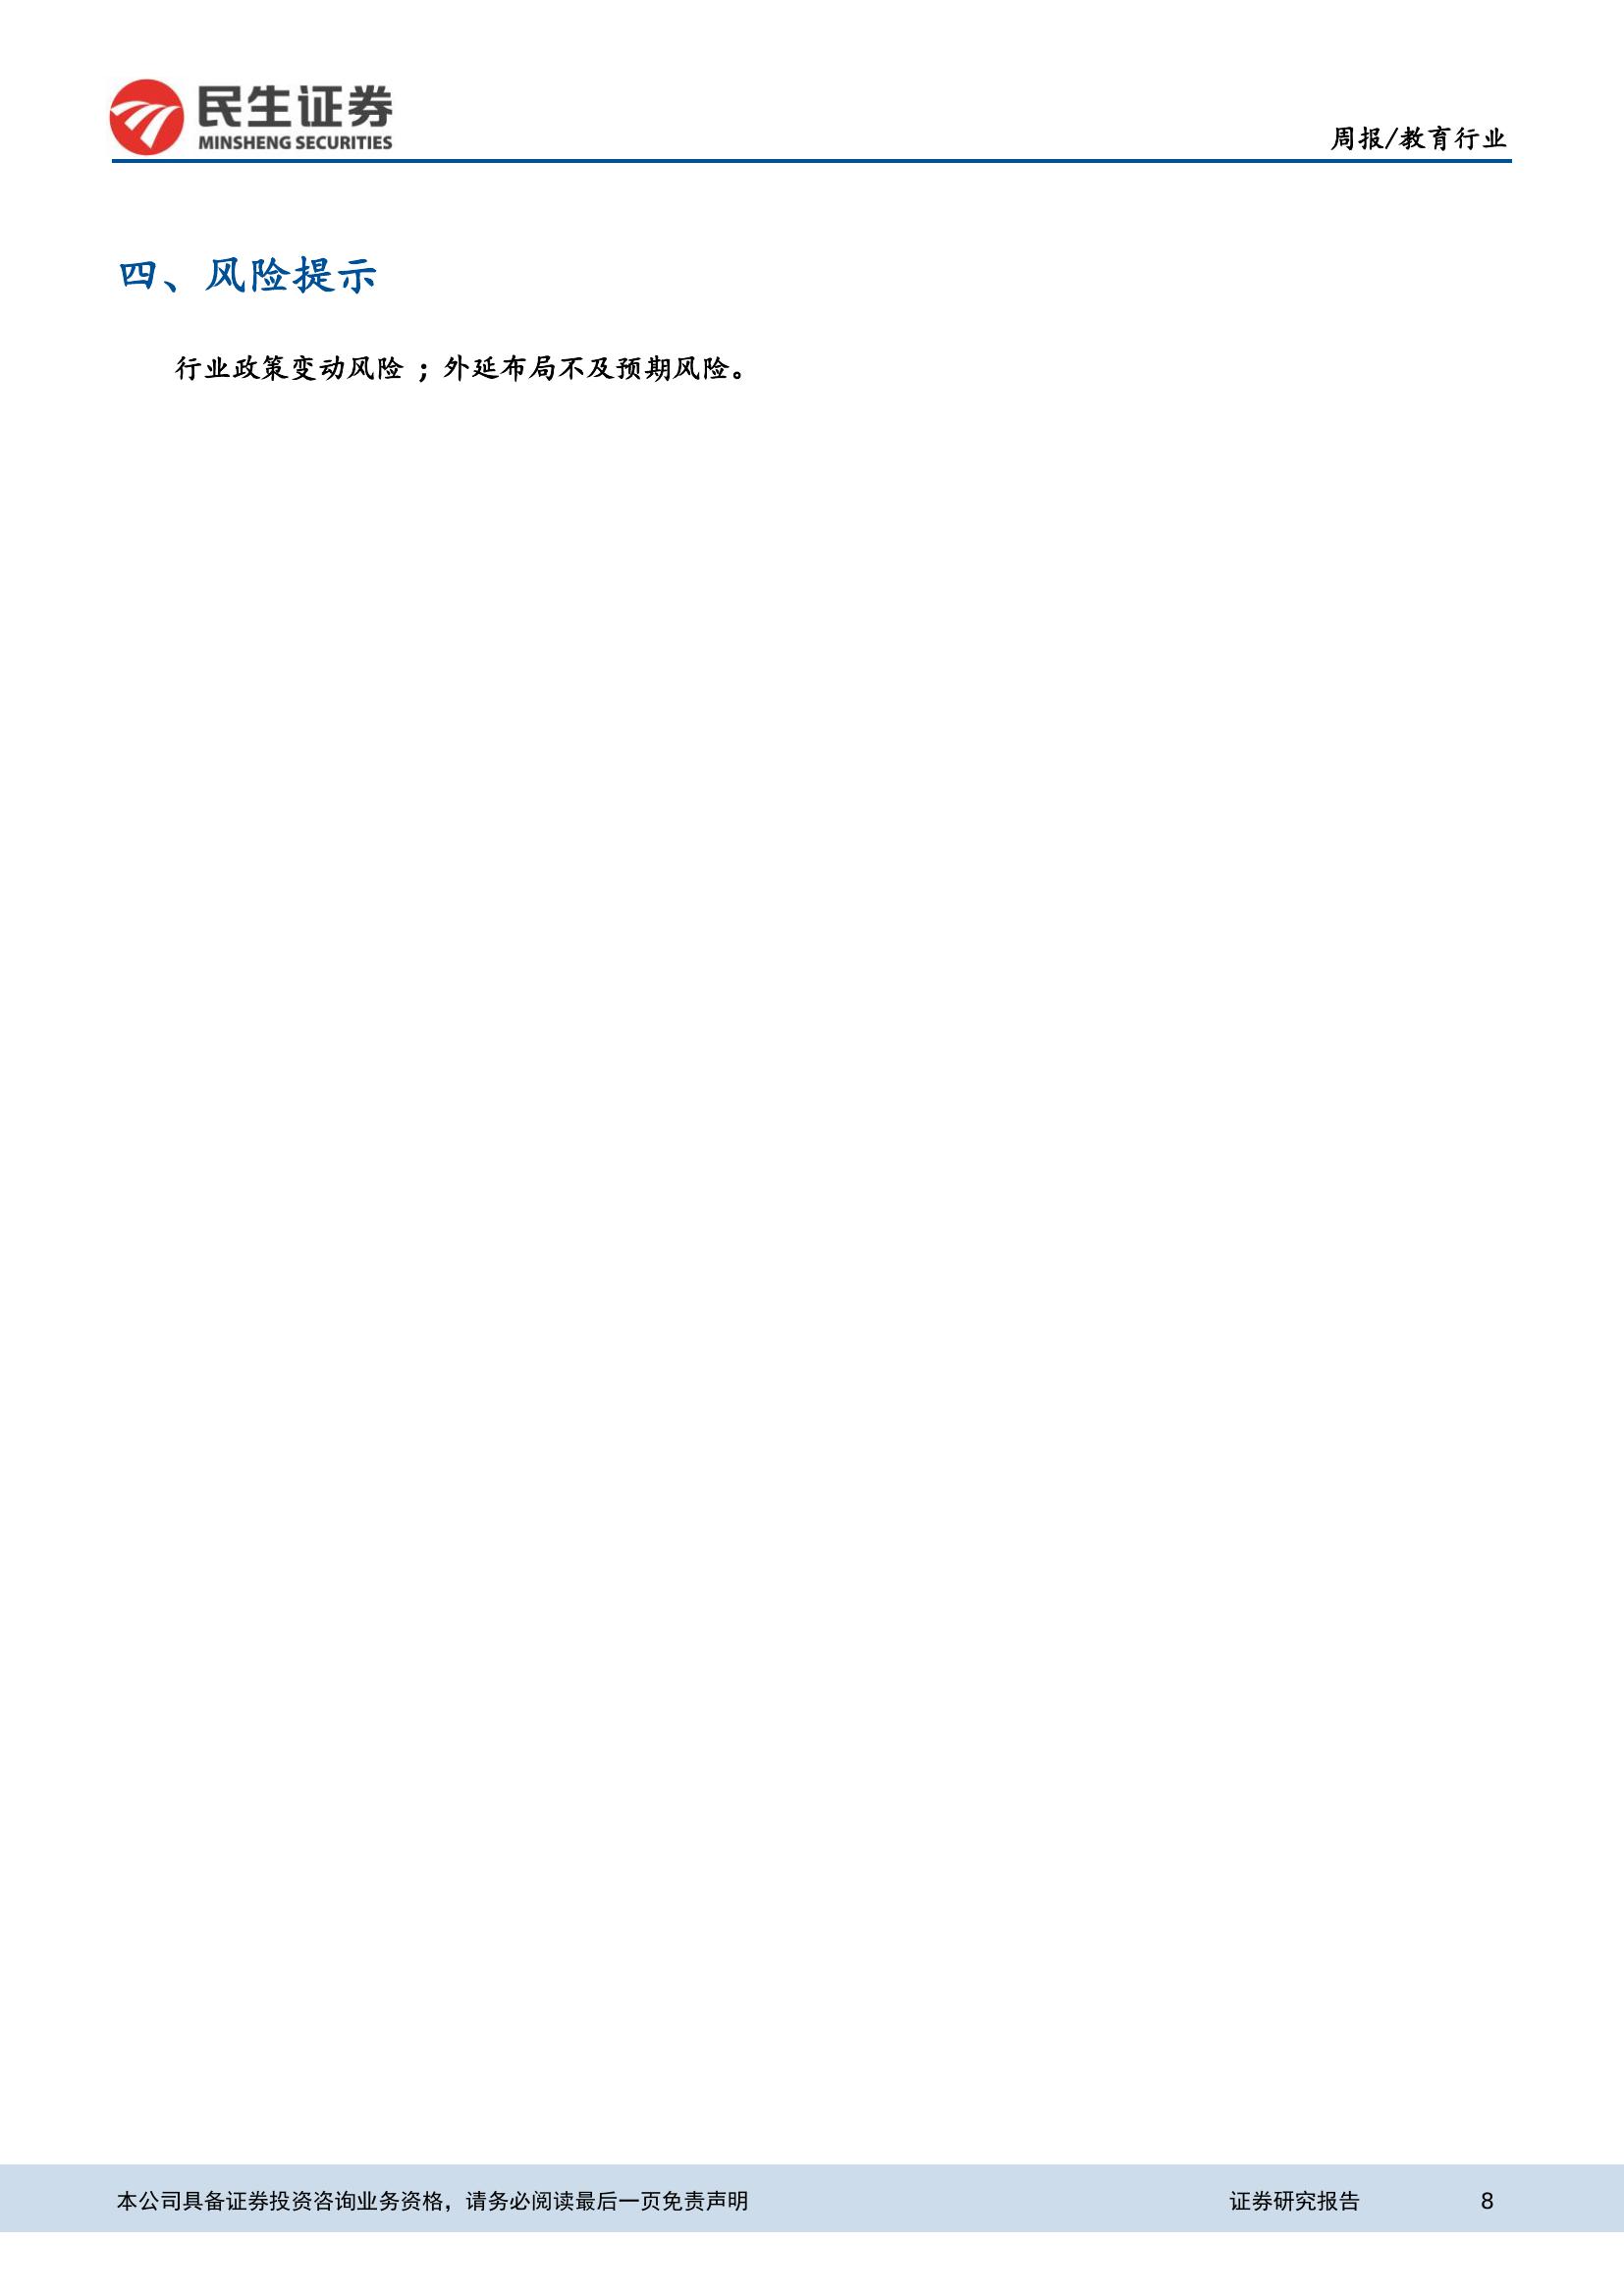 民生证券
MINSHENG SECURITIES
周报/教育行业
四、风险提示
行业政策变动风险；外延布局不及预期风险。
本公司具备证券投资咨询业务资格，请务必阅读最后一页免责声明 证券研究报告 8